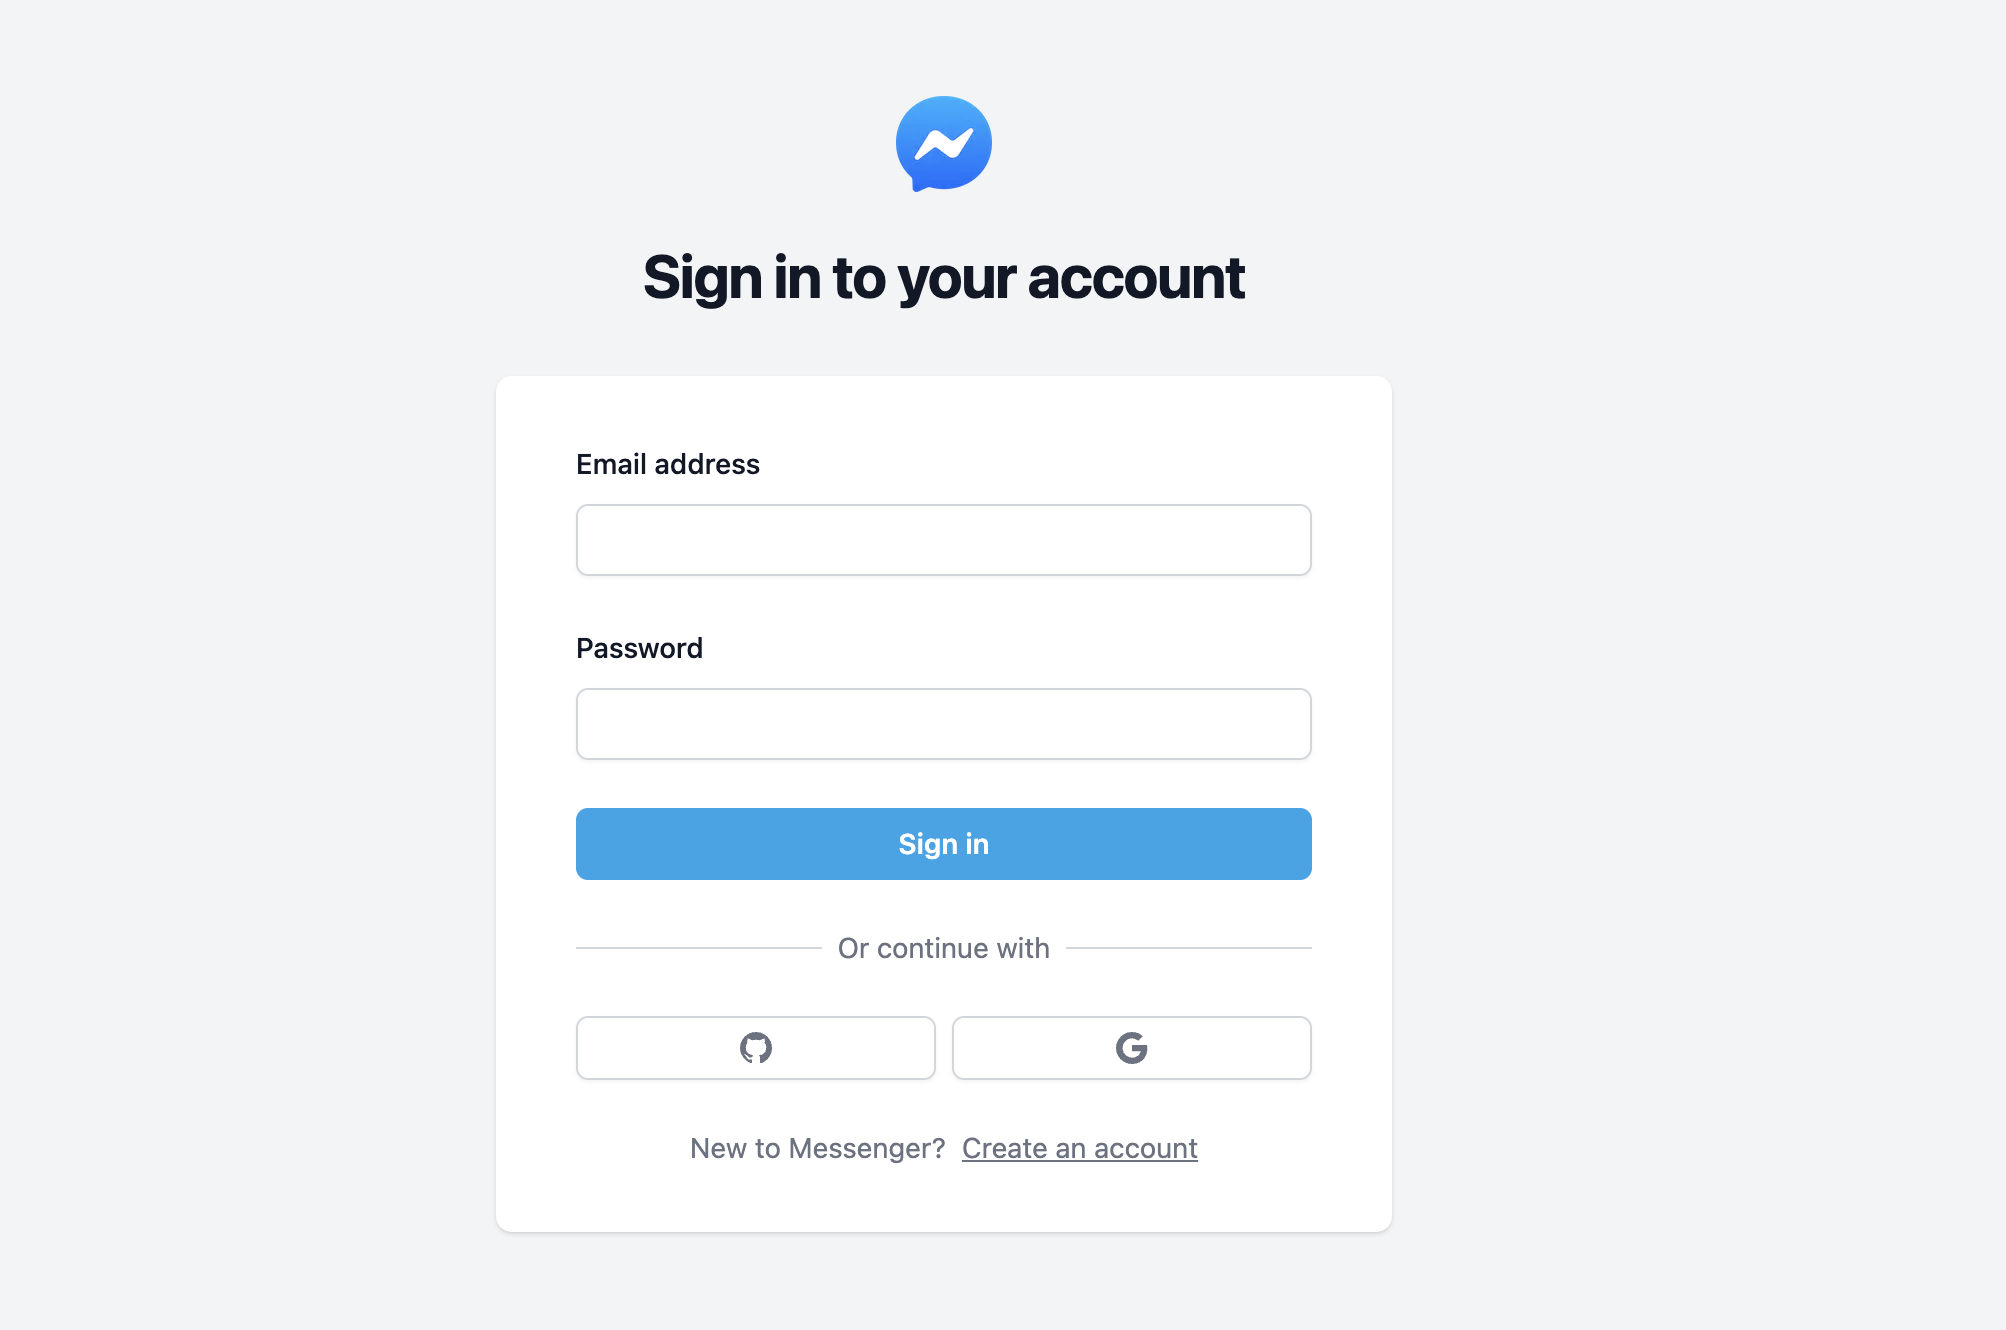 Sign in to your account
Email address
Password
Sign in
Or continue with
New to Messenger? Create an account